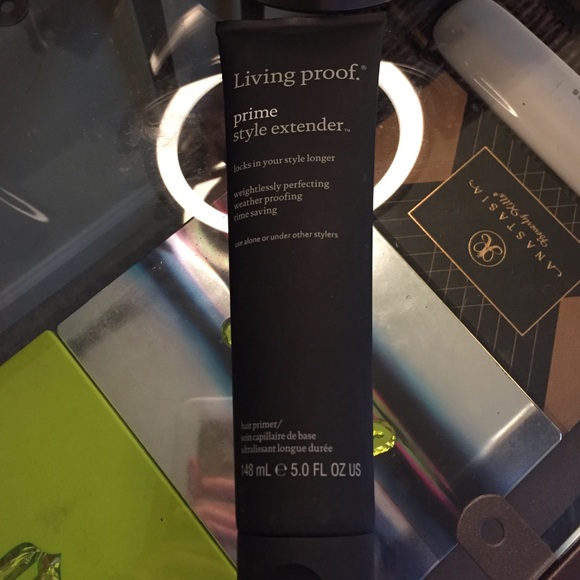 Living proof.®
prime
style extender™
locks in your style longer
weightlessly perfecting
weather proofing
time saving
use alone or under other stylers
hair primer/
soin capillaire de base
ultralissant longue durée
148 mL ℮ 5.0 FL OZ US
ANASTASIA
Beverly Hills®